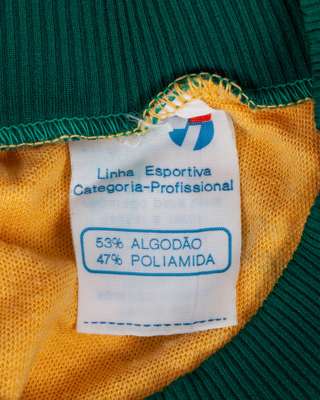 Linha Esportiva
Categoria-Profissional
53% ALGODÃO
47% POLIAMIDA